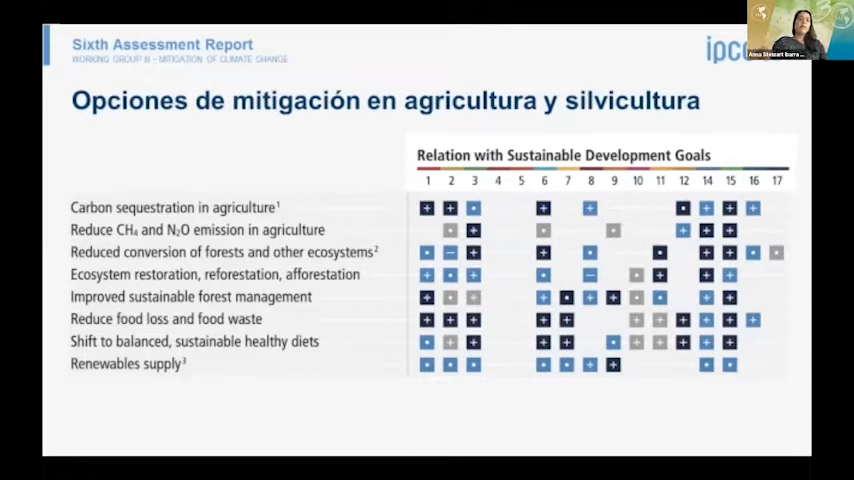 Sixth Assessment Report
WORKING GROUP III – MITIGATION OF CLIMATE CHANGE
ipcc
Anna Stewart Ibarra ...
Opciones de mitigación en agricultura y silvicultura
Relation with Sustainable Development Goals
1 2 3 4 5 6 7 8 9 10 11 12 14 15 16 17
Carbon sequestration in agriculture¹
Reduce CH₄ and N₂O emission in agriculture
Reduced conversion of forests and other ecosystems²
Ecosystem restoration, reforestation, afforestation
Improved sustainable forest management
Reduce food loss and food waste
Shift to balanced, sustainable healthy diets
Renewables supply³